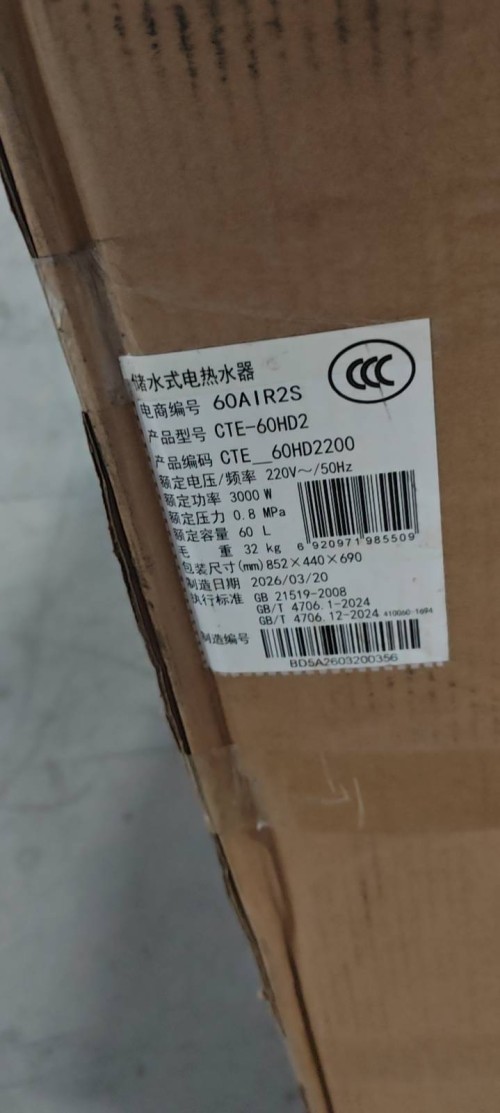 储水式电热水器
CCC
电商编号 60AIR2S
产品型号 CTE-60HD2
产品编码 CTE__60HD2200
额定电压/频率 220V～/50Hz
额定功率 3000 W
额定压力 0.8 MPa
额定容量 60 L
毛 重 32 kg
6 920971 985509
包装尺寸(mm) 852×440×690
制造日期 2026/03/20
执行标准 GB 21519-2008
GB/T 4706.1-2024
GB/T 4706.12-2024 410060-1694
制造编号
BD5A2603200356